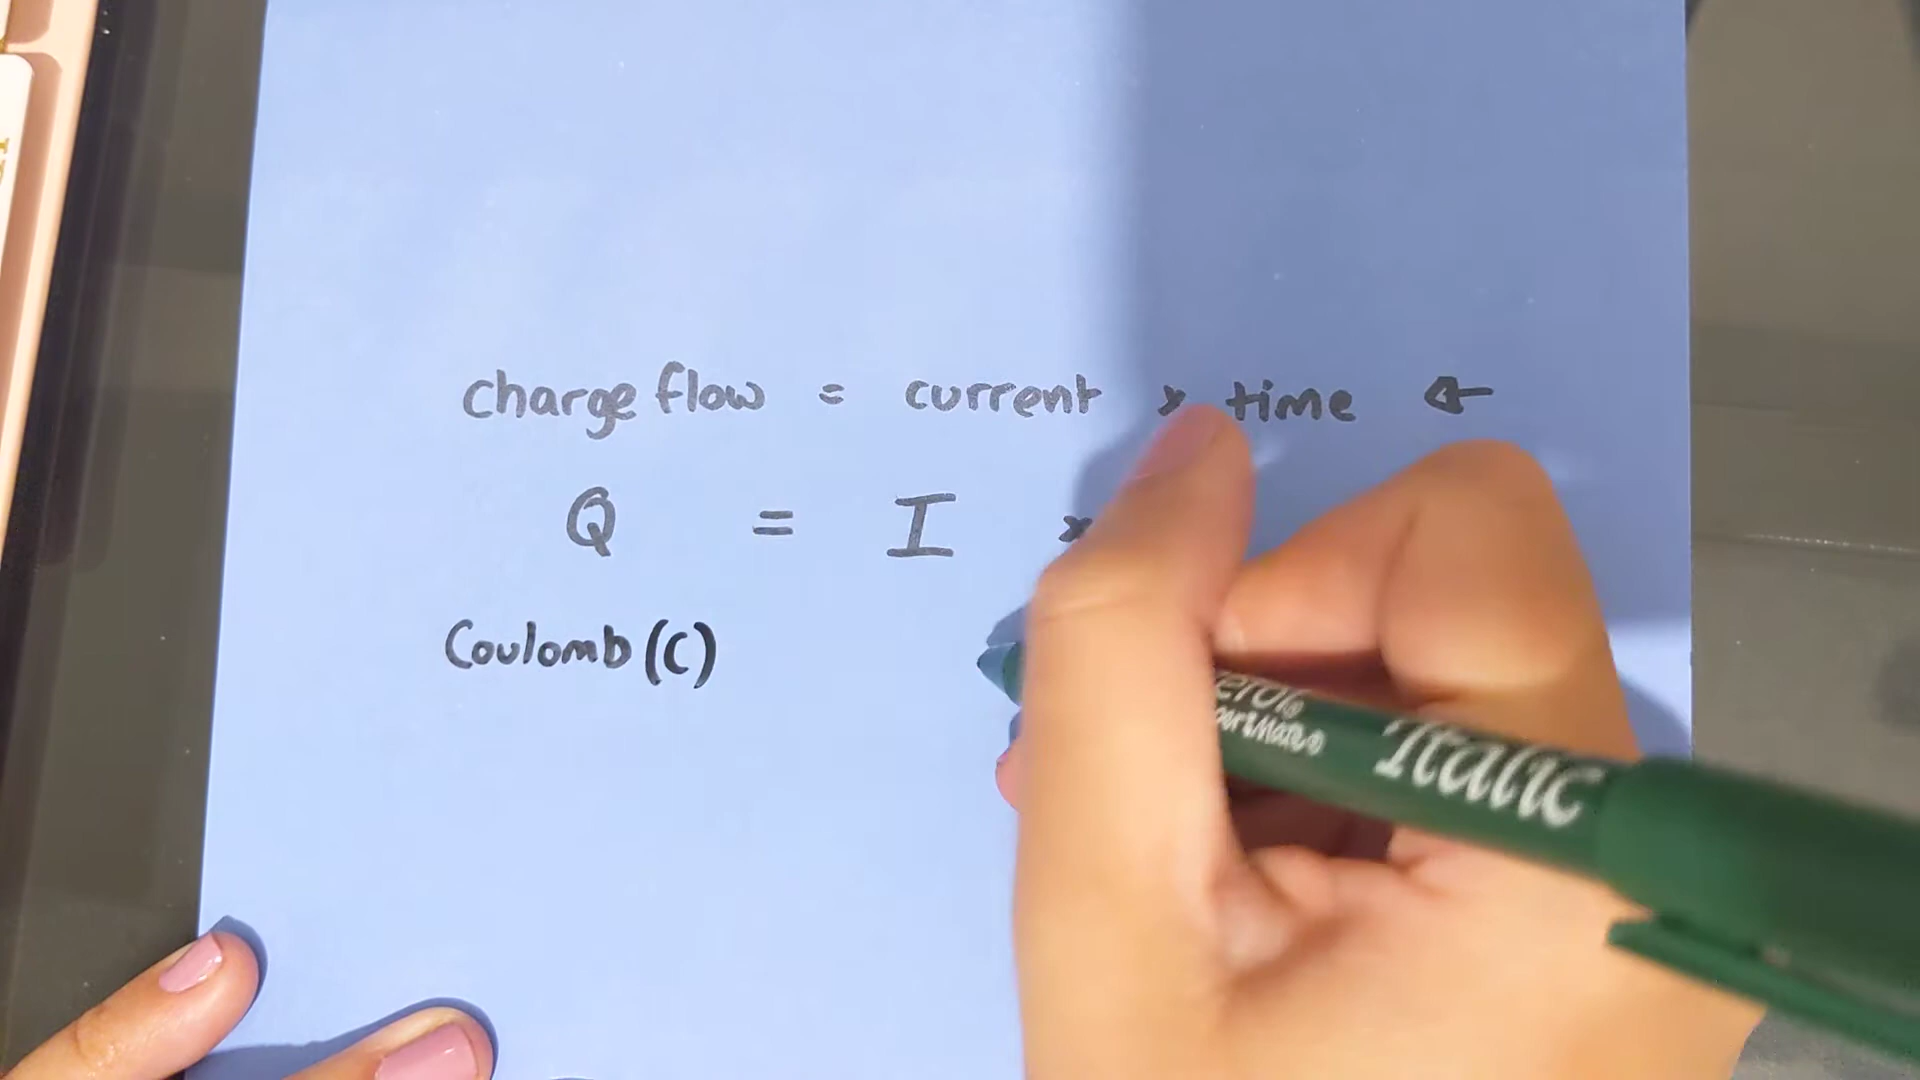 charge flow = current × time ←
Q = I ×
Coulomb (C)
Italic